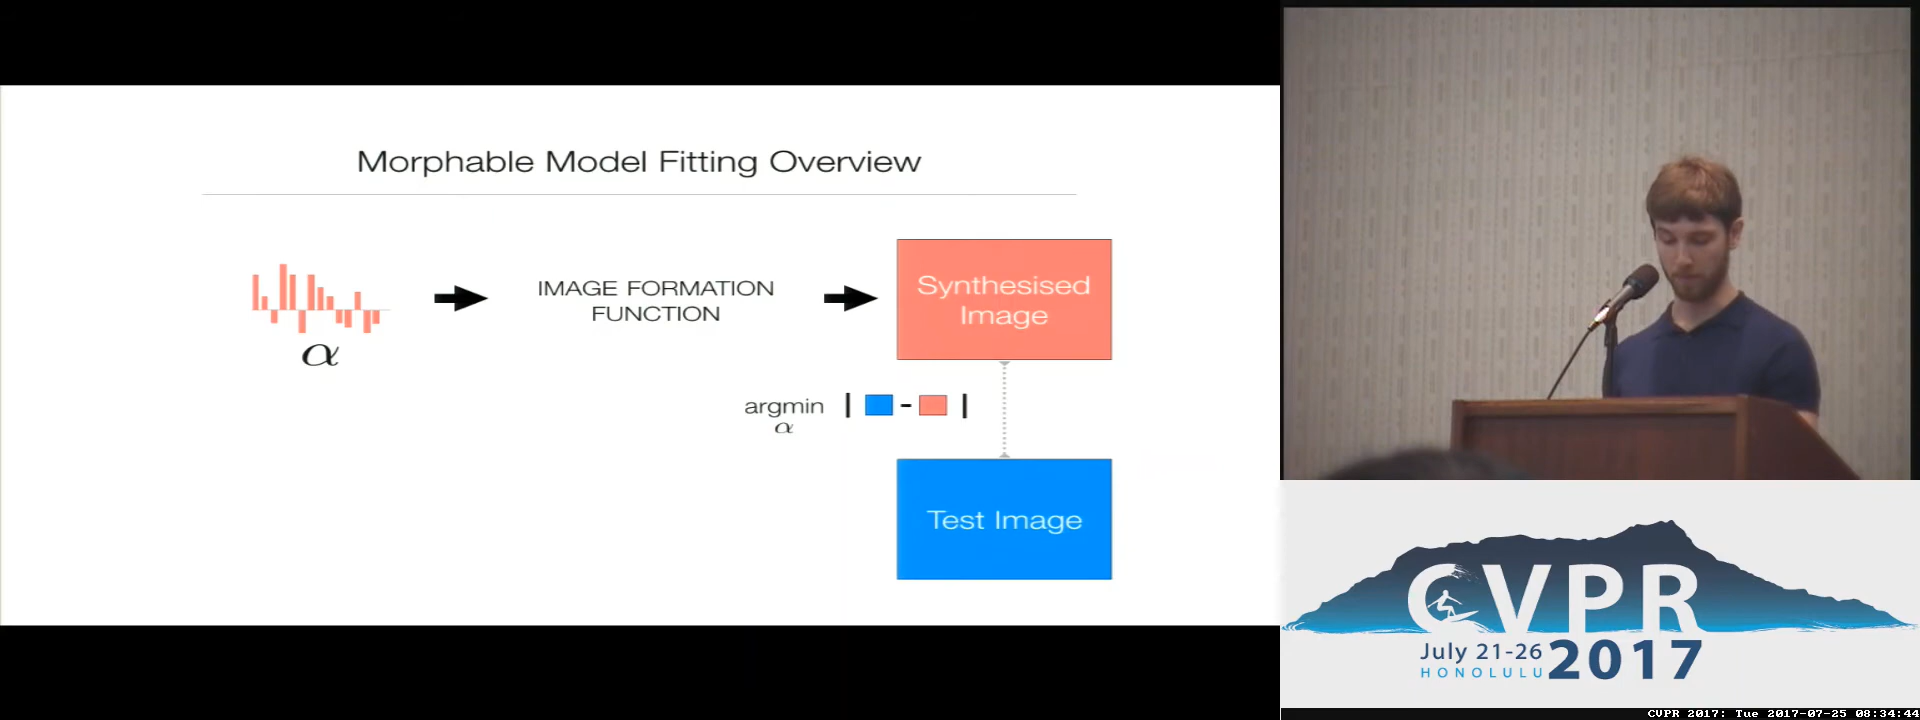 Morphable Model Fitting Overview
IMAGE FORMATION
FUNCTION
Synthesised
Image
α
argmin | - |
α
Test Image
CVPR
July 21-26
HONOLULU
2017
CVPR 2017: Tue 2017-07-25 08:34:44